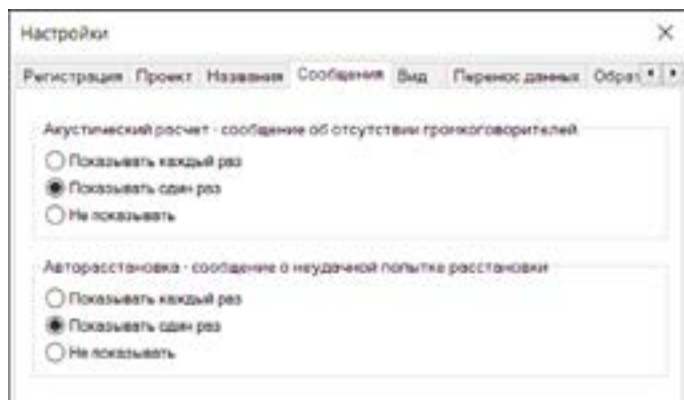 Настройки
Регистрация Проект Названия Сообщения Вид Перенос данных Обрат
Акустический расчет - сообщение об отсутствии громкоговорителей
Показывать каждый раз
Показывать один раз
Не показывать
Авторасстановка - сообщение о неудачной попытке расстановки
Показывать каждый раз
Показывать один раз
Не показывать